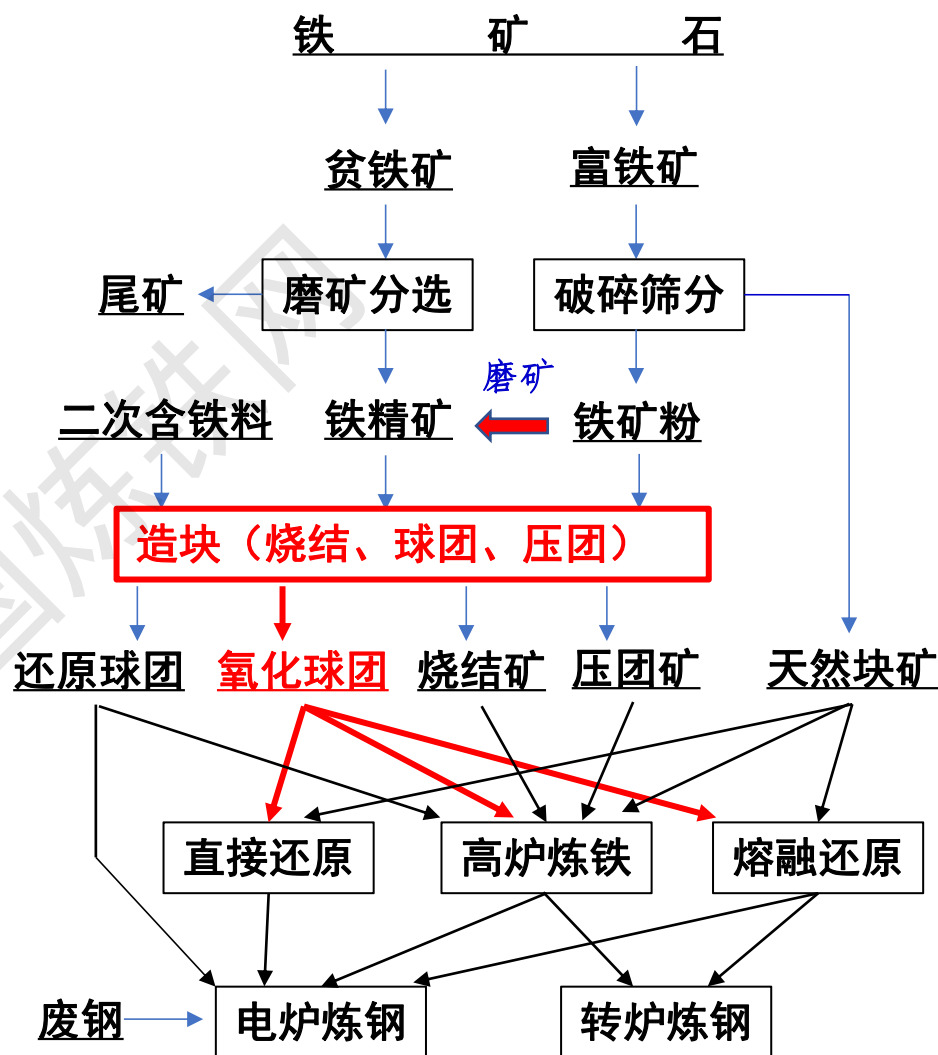 铁 矿 石
贫铁矿 富铁矿
尾矿 磨矿分选 破碎筛分
磨矿
二次含铁料 铁精矿 铁矿粉
造块（烧结、球团、压团）
还原球团 氧化球团 烧结矿 压团矿 天然块矿
直接还原 高炉炼铁 熔融还原
废钢 电炉炼钢 转炉炼钢
国炼铁网